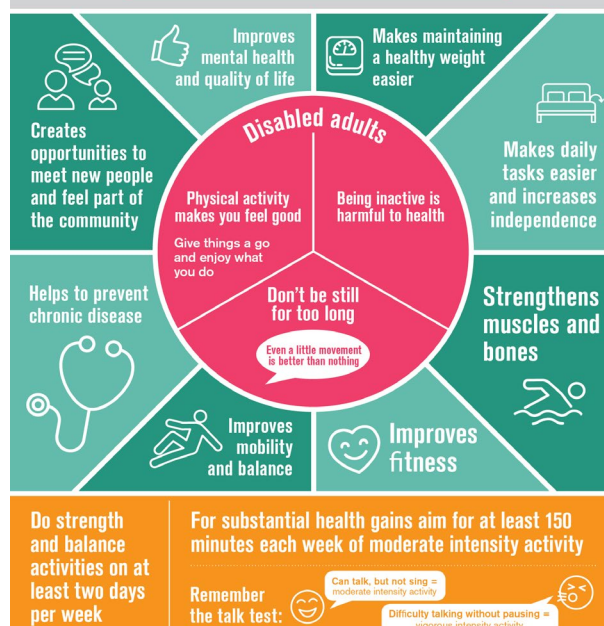 Improves
mental health
and quality of life
Makes maintaining
a healthy weight
easier
Creates
opportunities to
meet new people
and feel part of
the community
Makes daily
tasks easier
and increases
independence
Disabled adults
Physical activity
makes you feel good
Give things a go
and enjoy what
you do
Being inactive is
harmful to health
Don't be still
for too long
Even a little movement
is better than nothing
Helps to prevent
chronic disease
Strengthens
muscles and
bones
Improves
mobility
and balance
Improves
fitness
Do strength
and balance
activities on at
least two days
per week
For substantial health gains aim for at least 150
minutes each week of moderate intensity activity
Remember
the talk test:
Can talk, but not sing =
moderate intensity activity
Difficulty talking without pausing =
vigorous intensity activity